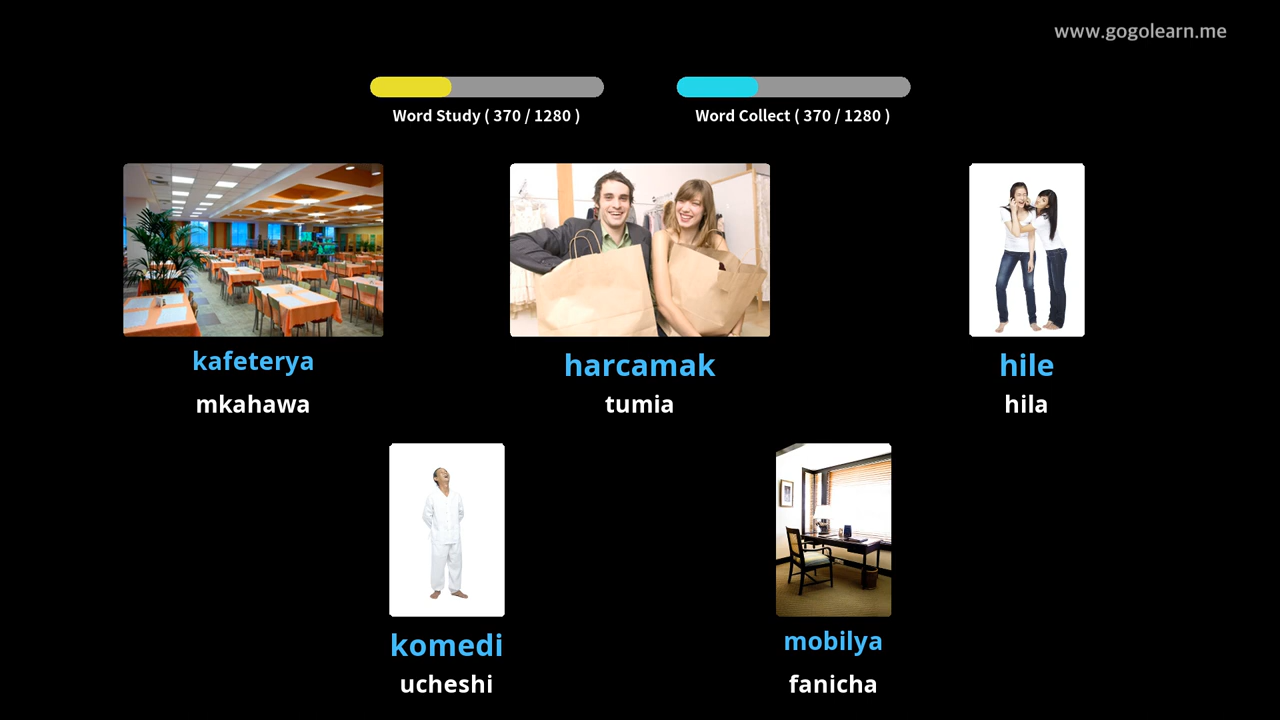 www.gogolearn.me
Word Study ( 370 / 1280 )
Word Collect ( 370 / 1280 )
kafeterya
mkahawa
harcamak
tumia
hile
hila
komedi
ucheshi
mobilya
fanicha